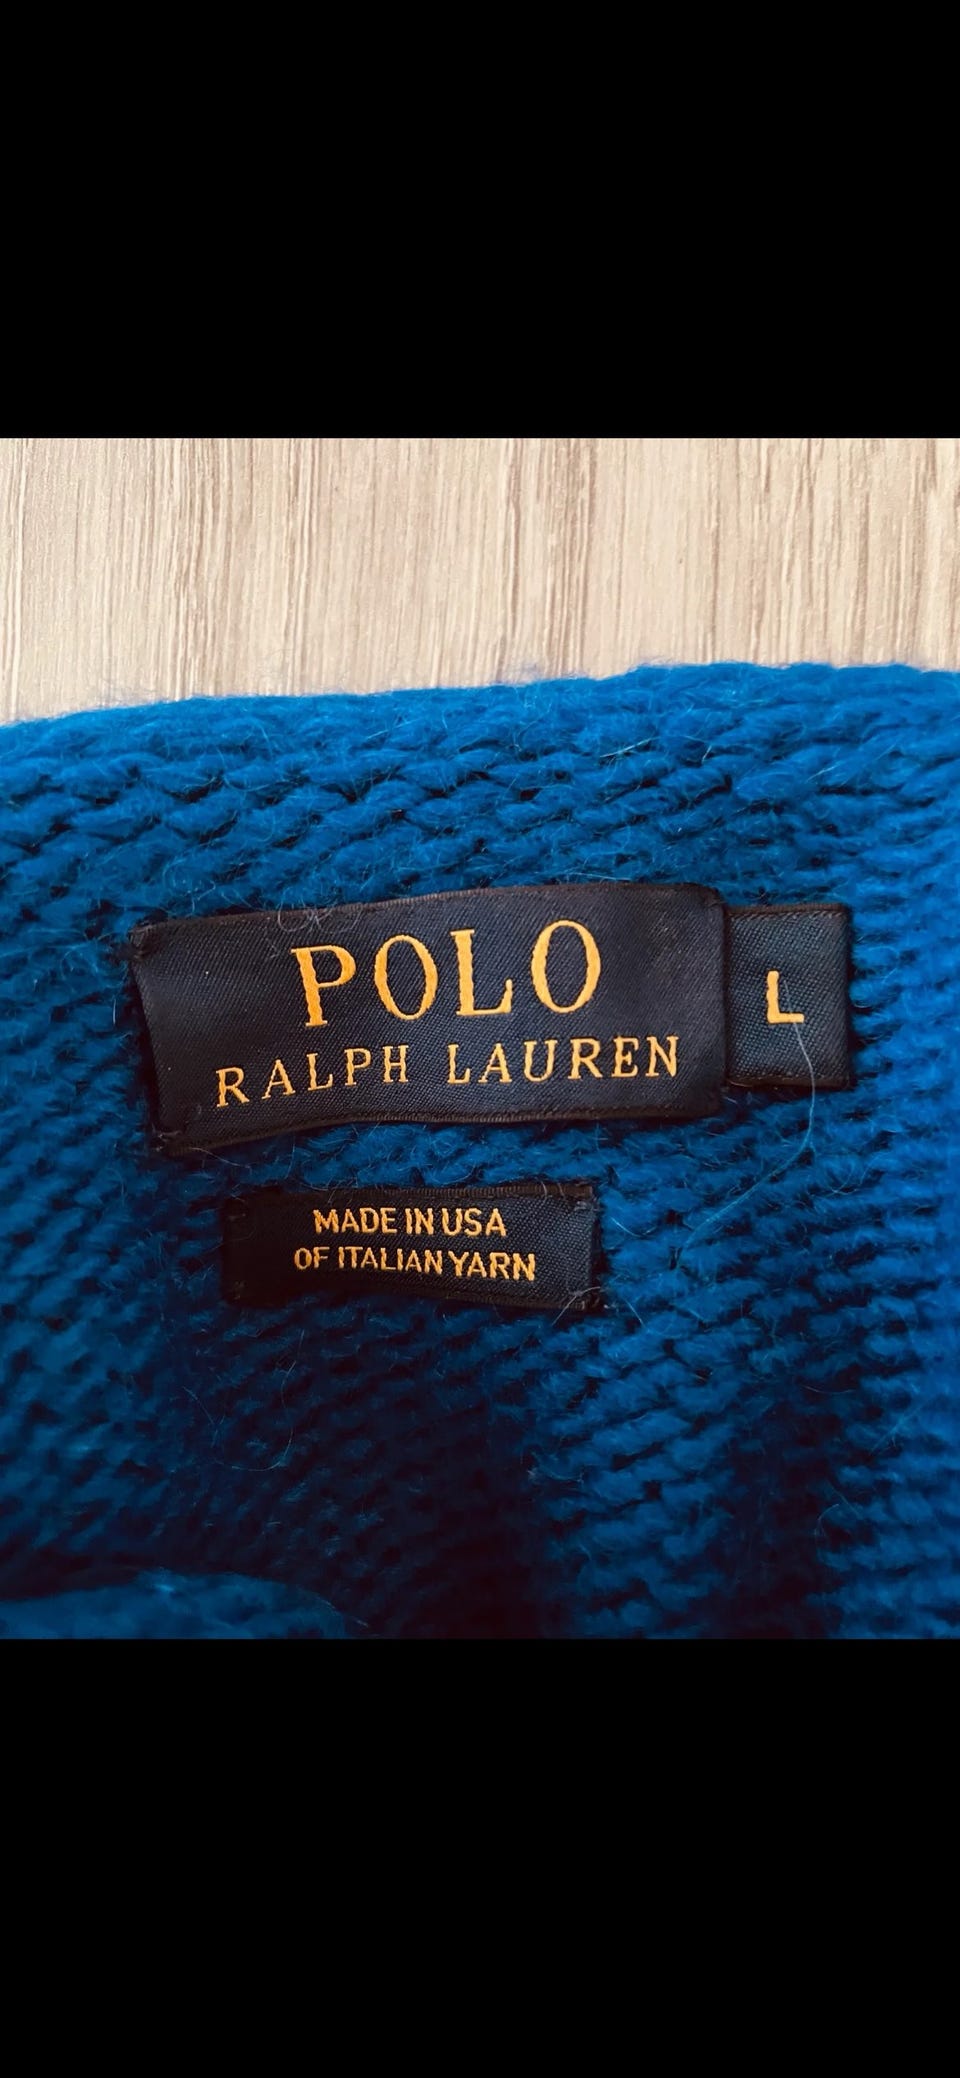 POLO
RALPH LAUREN
L
MADE IN USA
OF ITALIAN YARN